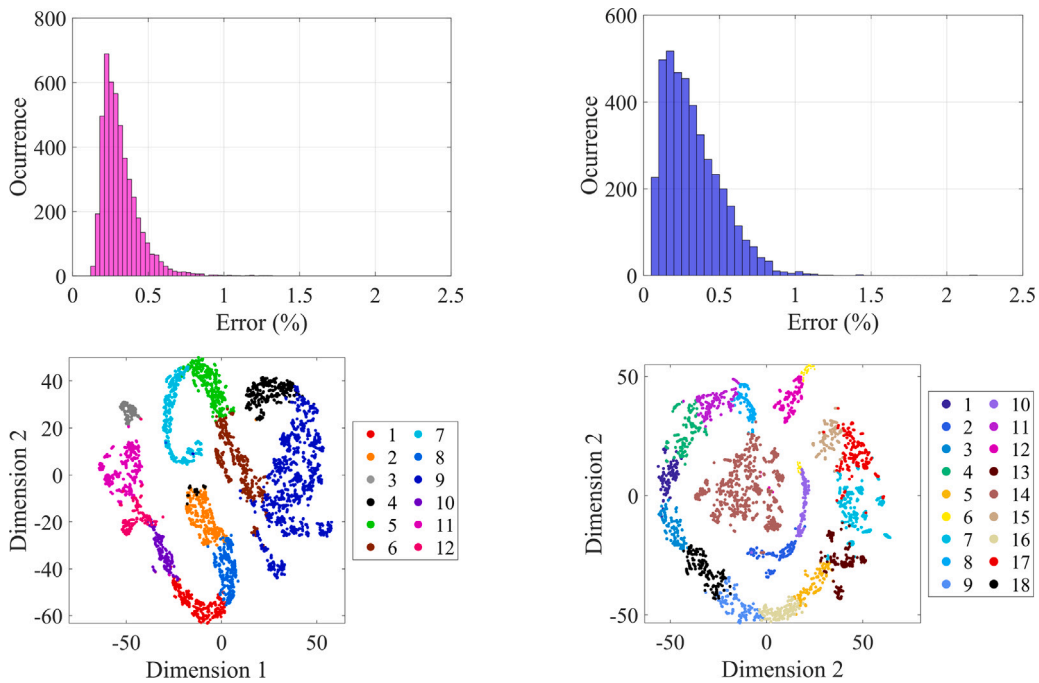 800
600
400
200
0
Ocurrence
0 0.5 1 1.5 2 2.5
Error (%)
600
400
200
0
Ocurrence
0 0.5 1 1.5 2 2.5
Error (%)
40
20
0
-20
-40
-60
Dimension 2
-50 0 50
Dimension 1
1 7
2 8
3 9
4 10
5 11
6 12
50
0
-50
Dimension 2
-50 0 50
Dimension 2
1 10
2 11
3 12
4 13
5 14
6 15
7 16
8 17
9 18